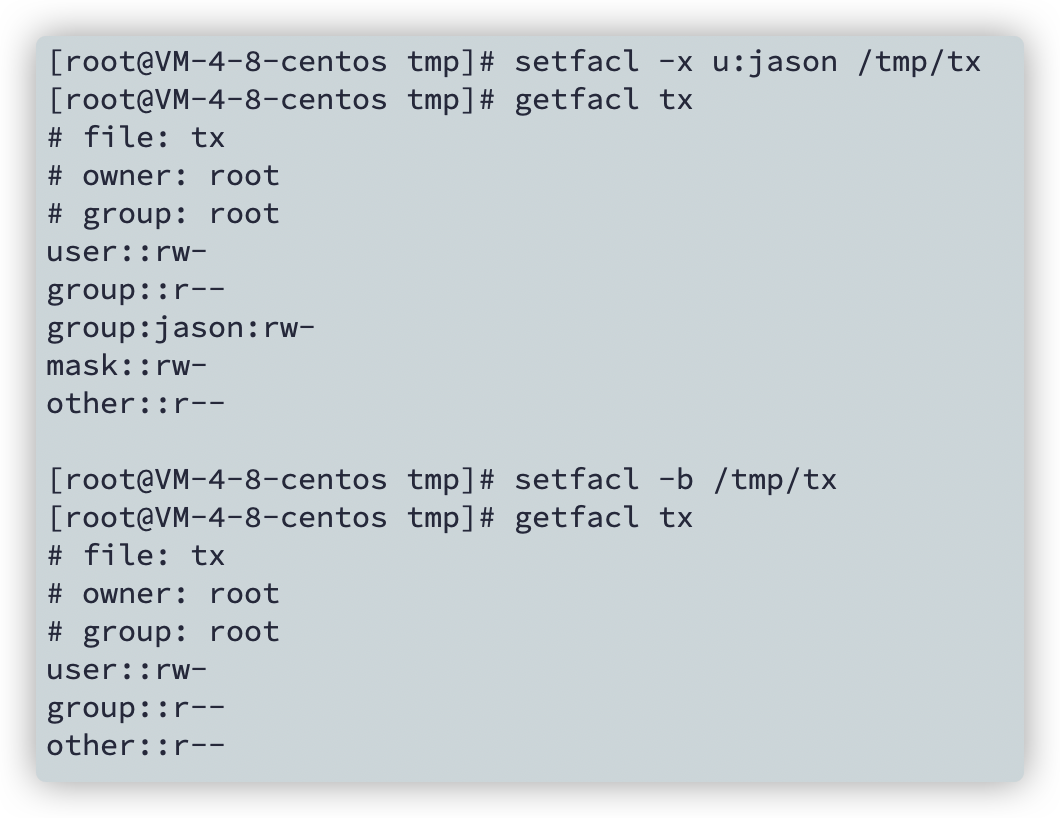 [root@VM-4-8-centos tmp]# setfacl -x u:jason /tmp/tx
[root@VM-4-8-centos tmp]# getfacl tx
# file: tx
# owner: root
# group: root
user::rw-
group::r--
group:jason:rw-
mask::rw-
other::r--

[root@VM-4-8-centos tmp]# setfacl -b /tmp/tx
[root@VM-4-8-centos tmp]# getfacl tx
# file: tx
# owner: root
# group: root
user::rw-
group::r--
other::r--